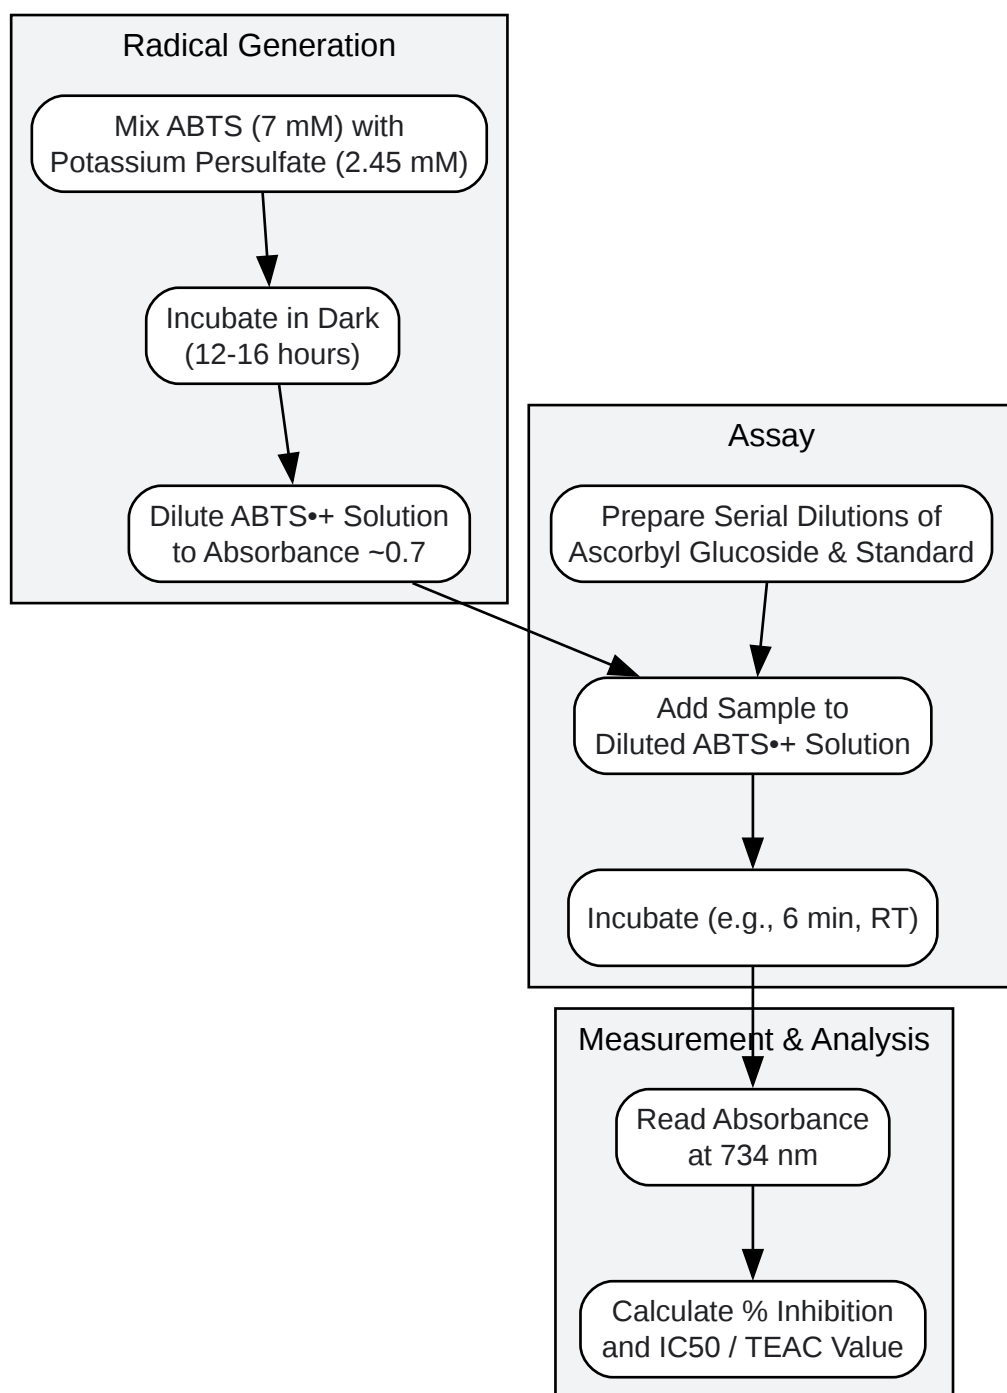 Radical Generation
Mix ABTS (7 mM) with
Potassium Persulfate (2.45 mM)
Incubate in Dark
(12-16 hours)
Dilute ABTS•+ Solution
to Absorbance ~0.7
Assay
Prepare Serial Dilutions of
Ascorbyl Glucoside & Standard
Add Sample to
Diluted ABTS•+ Solution
Incubate (e.g., 6 min, RT)
Measurement & Analysis
Read Absorbance
at 734 nm
Calculate % Inhibition
and IC50 / TEAC Value